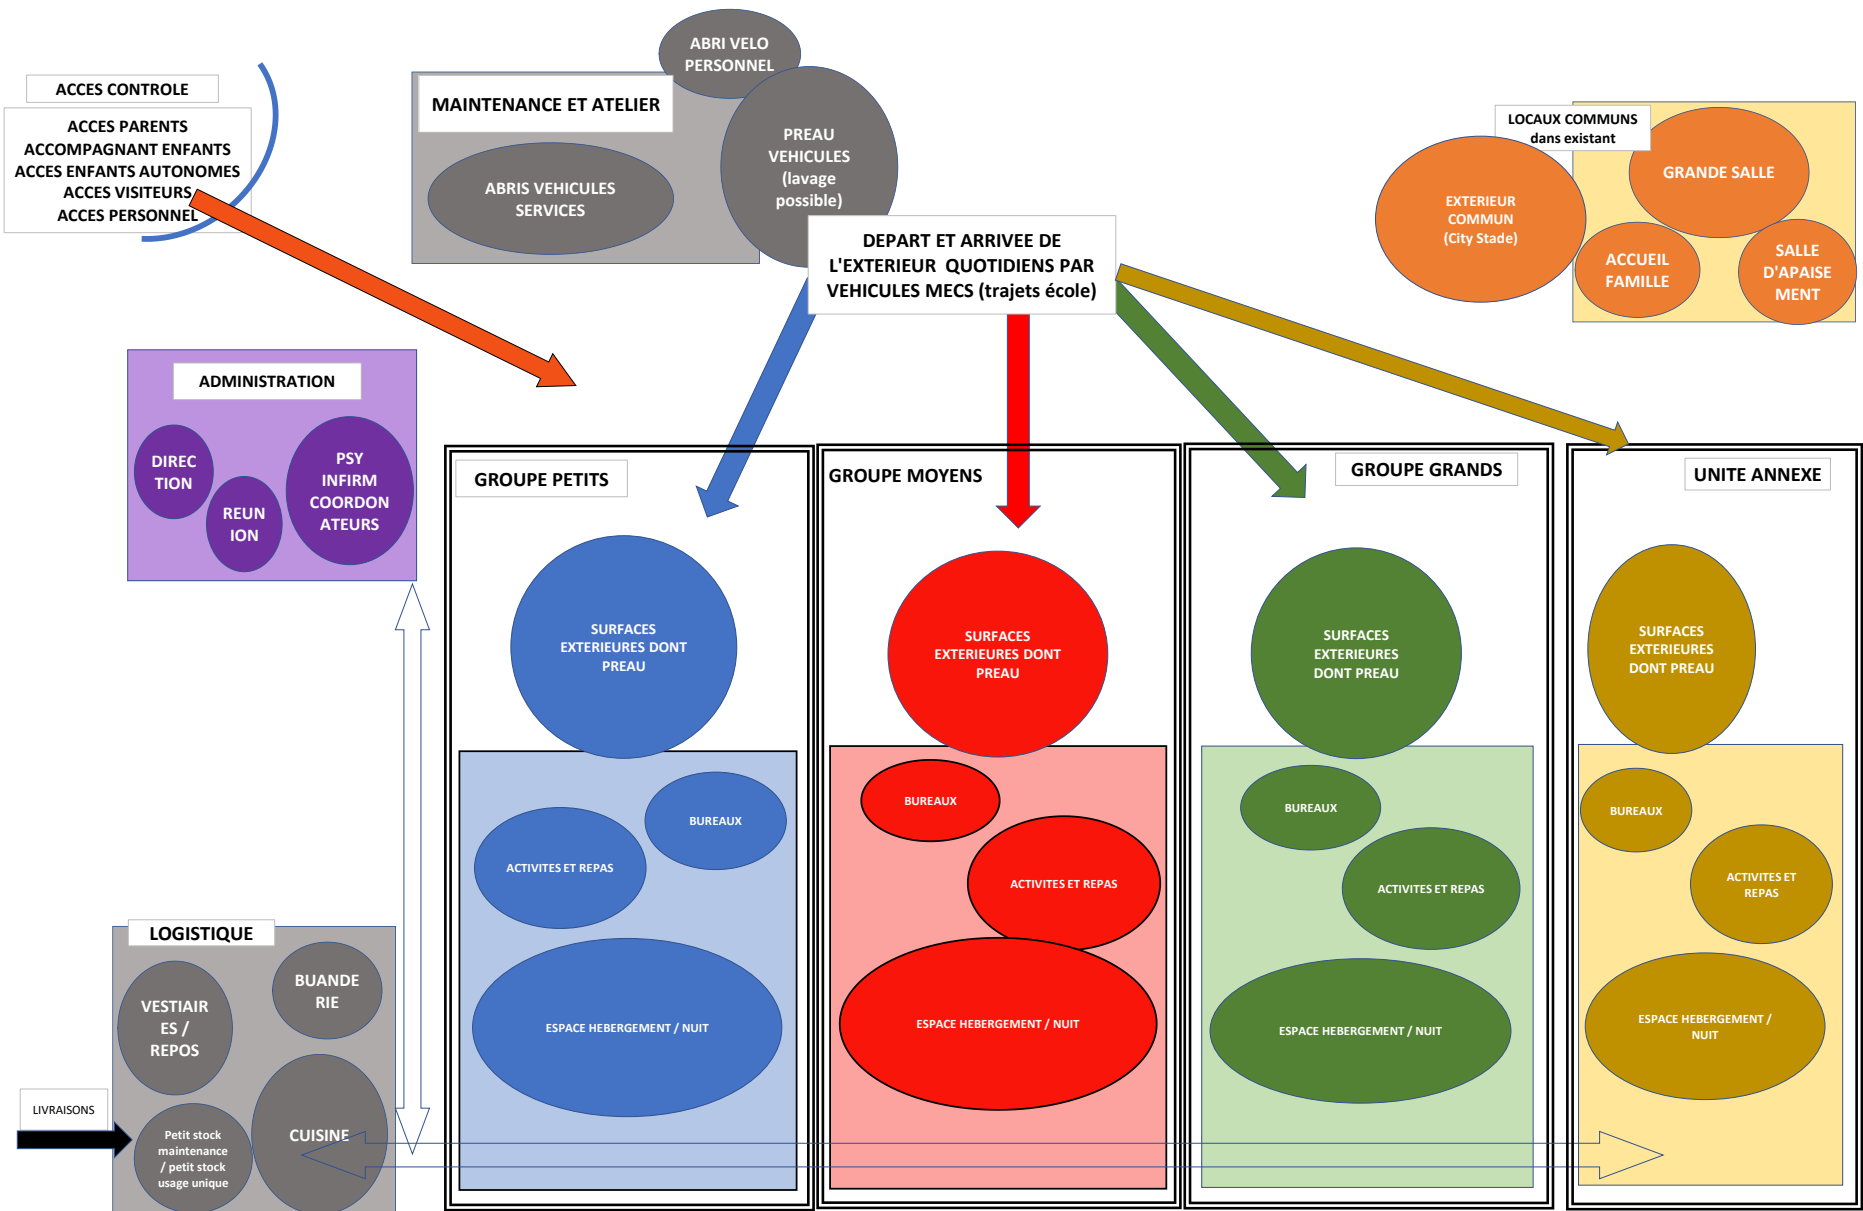 ACCES CONTROLE
ACCES PARENTS
ACCOMPAGNANT ENFANTS
ACCES ENFANTS AUTONOMES
ACCES VISITEURS
ACCES PERSONNEL
ABRI VELO
PERSONNEL
MAINTENANCE ET ATELIER
PREAU
VEHICULES
(lavage
possible)
ABRIS VEHICULES
SERVICES
DEPART ET ARRIVEE DE
L'EXTERIEUR QUOTIDIENS PAR
VEHICULES MECS (trajets école)
LOCAUX COMMUNS
dans existant
GRANDE SALLE
EXTERIEUR
COMMUN
(City Stade)
ACCUEIL
FAMILLE
SALLE
D'APAISE
MENT
ADMINISTRATION
DIREC
TION
REUN
ION
PSY
INFIRM
COORDON
ATEURS
GROUPE PETITS
SURFACES
EXTERIEURES DONT
PREAU
BUREAUX
ACTIVITES ET REPAS
ESPACE HEBERGEMENT / NUIT
GROUPE MOYENS
SURFACES
EXTERIEURES DONT
PREAU
BUREAUX
ACTIVITES ET REPAS
ESPACE HEBERGEMENT / NUIT
GROUPE GRANDS
SURFACES
EXTERIEURES
DONT PREAU
BUREAUX
ACTIVITES ET REPAS
ESPACE HEBERGEMENT / NUIT
UNITE ANNEXE
SURFACES
EXTERIEURES
DONT PREAU
BUREAUX
ACTIVITES ET
REPAS
ESPACE HEBERGEMENT /
NUIT
LOGISTIQUE
VESTIAIR
ES /
REPOS
BUANDE
RIE
LIVRAISONS
Petit stock
maintenance
/ petit stock
usage unique
CUISINE